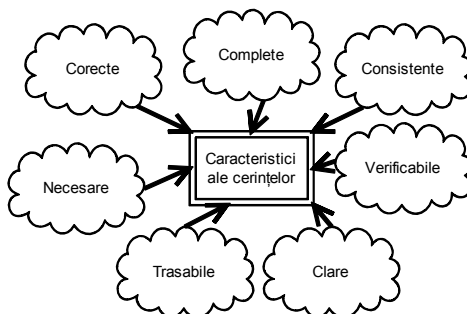 Complete
Corecte
Consistente
Caracteristici
ale cerințelor
Verificabile
Necesare
Trasabile
Clare